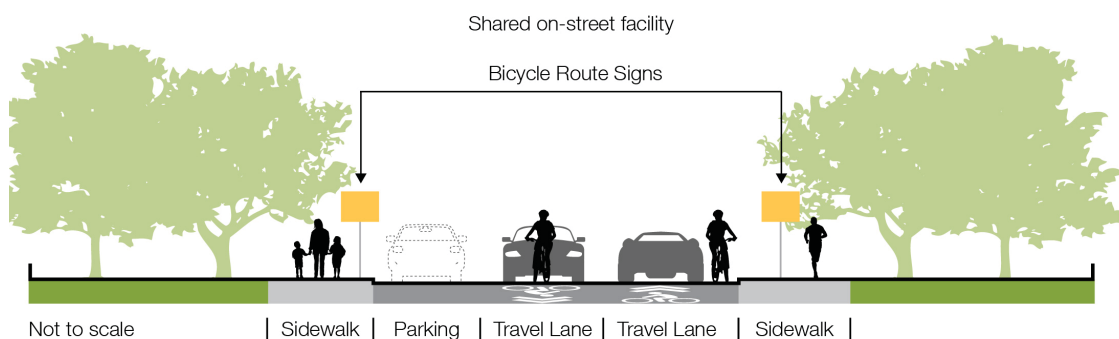 Shared on-street facility
Bicycle Route Signs
Not to scale
Sidewalk
Parking
Travel Lane
Travel Lane
Sidewalk